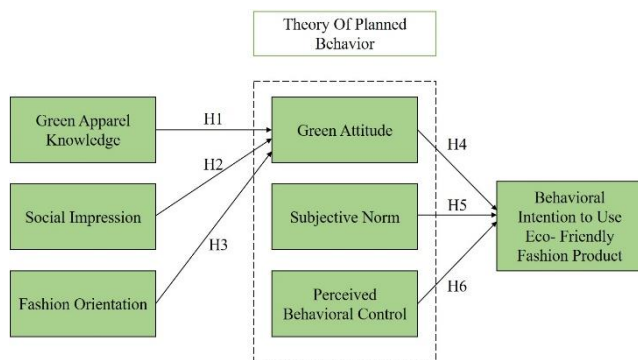 Theory Of Planned
Behavior
Green Apparel
Knowledge
H1
Green Attitude
H2
H4
Social Impression
Subjective Norm
H5
Behavioral
Intention to Use
Eco- Friendly
Fashion Product
H3
Fashion Orientation
Perceived
Behavioral Control
H6